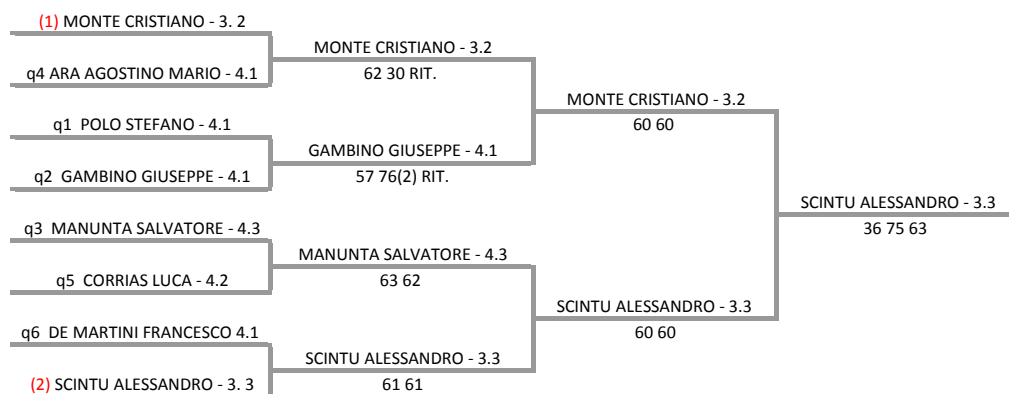 (1) MONTE CRISTIANO - 3. 2
q4 ARA AGOSTINO MARIO - 4.1
q1 POLO STEFANO - 4.1
q2 GAMBINO GIUSEPPE - 4.1
q3 MANUNTA SALVATORE - 4.3
q5 CORRIAS LUCA - 4.2
q6 DE MARTINI FRANCESCO 4.1
(2) SCINTU ALESSANDRO - 3. 3
MONTE CRISTIANO - 3.2
62 30 RIT.
GAMBINO GIUSEPPE - 4.1
57 76(2) RIT.
MANUNTA SALVATORE - 4.3
63 62
SCINTU ALESSANDRO - 3.3
61 61
MONTE CRISTIANO - 3.2
60 60
SCINTU ALESSANDRO - 3.3
60 60
SCINTU ALESSANDRO - 3.3
36 75 63